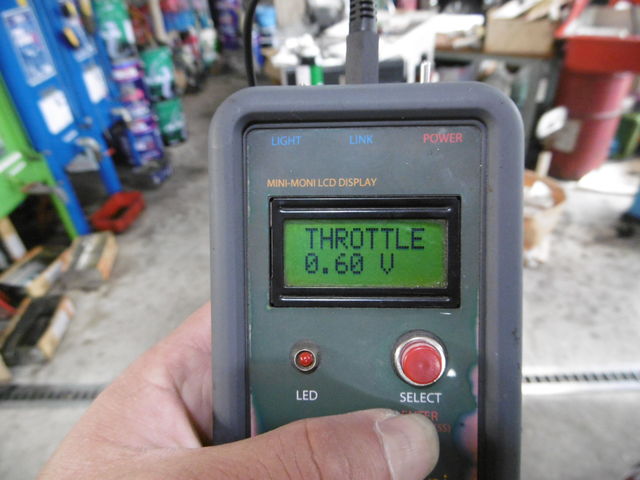 LIGHT LINK POWER
MINI-MONI LCD DISPLAY
THROTTLE
0.60 V
LED SELECT